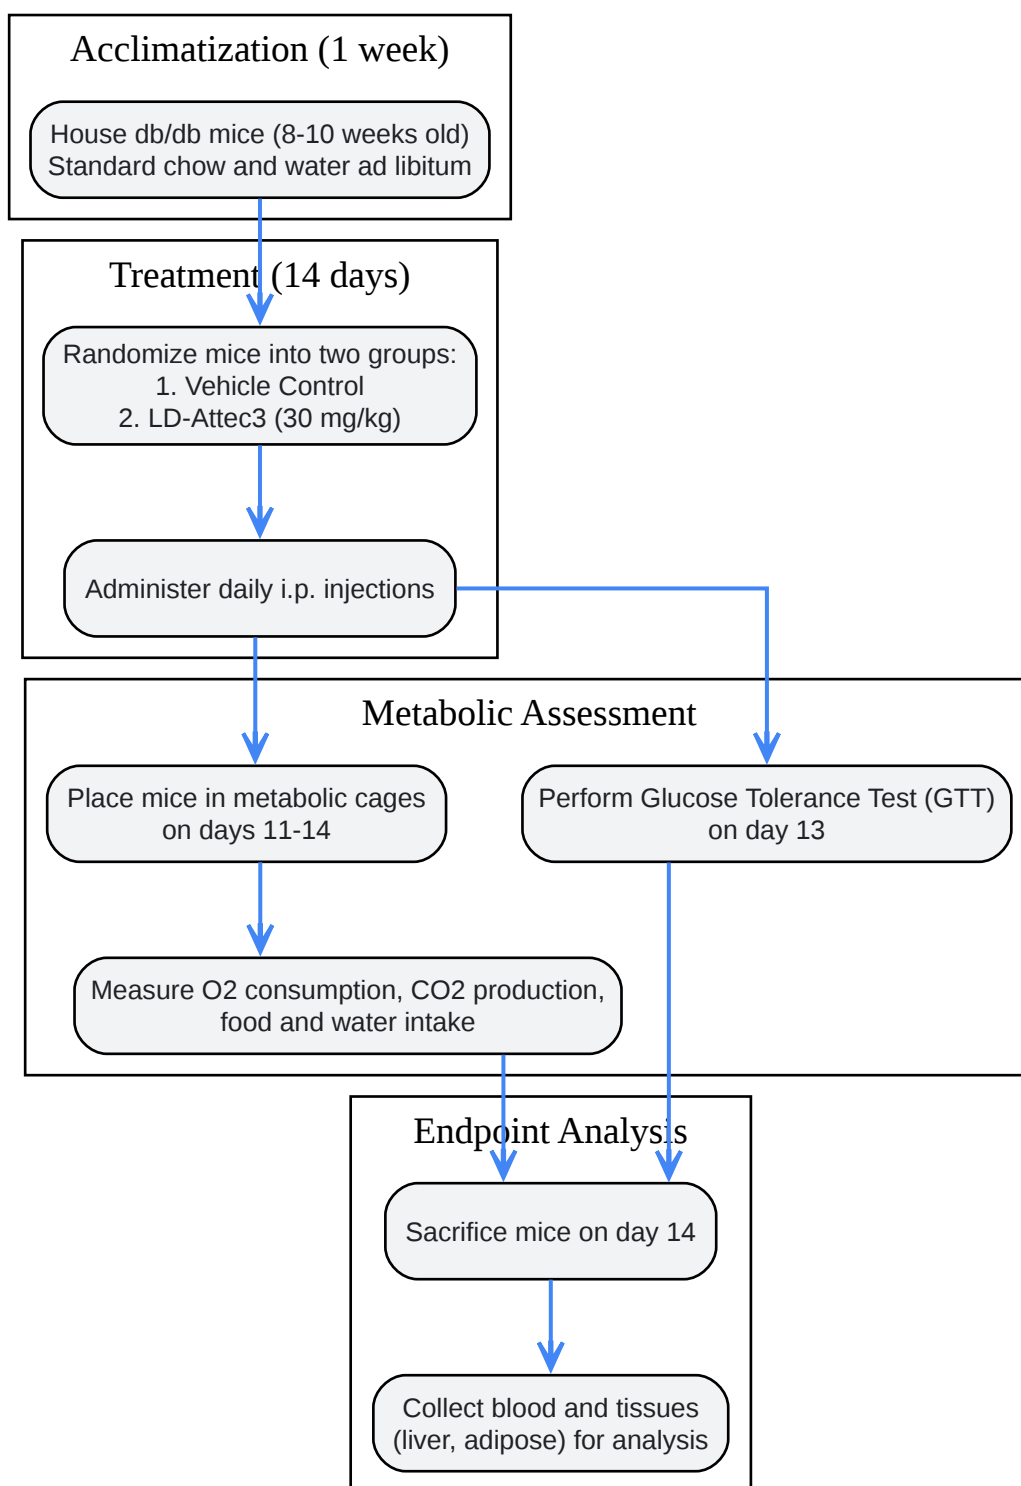 Acclimatization (1 week)
House db/db mice (8-10 weeks old)
Standard chow and water ad libitum
Treatment (14 days)
Randomize mice into two groups:
1. Vehicle Control
2. LD-Attec3 (30 mg/kg)
Administer daily i.p. injections
Metabolic Assessment
Place mice in metabolic cages
on days 11-14
Perform Glucose Tolerance Test (GTT)
on day 13
Measure O2 consumption, CO2 production,
food and water intake
Endpoint Analysis
Sacrifice mice on day 14
Collect blood and tissues
(liver, adipose) for analysis